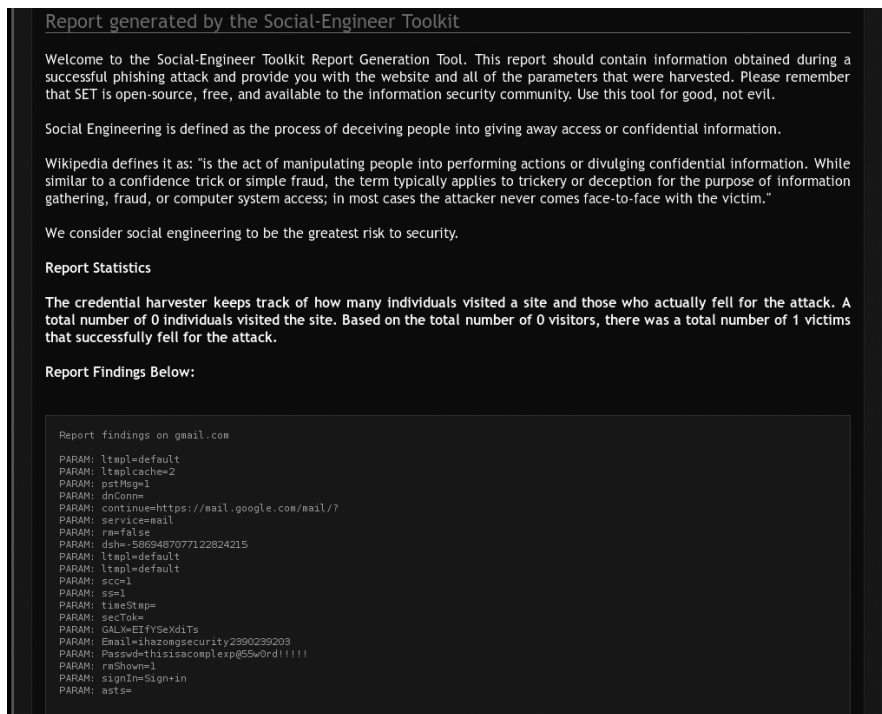 Report generated by the Social-Engineer Toolkit
Welcome to the Social-Engineer Toolkit Report Generation Tool. This report should contain information obtained during a
successful phishing attack and provide you with the website and all of the parameters that were harvested. Please remember
that SET is open-source, free, and available to the information security community. Use this tool for good, not evil.
Social Engineering is defined as the process of deceiving people into giving away access or confidential information.
Wikipedia defines it as: "is the act of manipulating people into performing actions or divulging confidential information. While
similar to a confidence trick or simple fraud, the term typically applies to trickery or deception for the purpose of information
gathering, fraud, or computer system access; in most cases the attacker never comes face-to-face with the victim."
We consider social engineering to be the greatest risk to security.
Report Statistics
The credential harvester keeps track of how many individuals visited a site and those who actually fell for the attack. A
total number of 0 individuals visited the site. Based on the total number of 0 visitors, there was a total number of 1 victims
that successfully fell for the attack.
Report Findings Below:
Report findings on gmail.com
PARAM: ltmpl=default
PARAM: ltmplcache=2
PARAM: pstMsg=1
PARAM: dnConn=
PARAM: continue=https://mail.google.com/mail/?
PARAM: service=mail
PARAM: rm=false
PARAM: dsh=-5869487077122824215
PARAM: ltmpl=default
PARAM: ltmpl=default
PARAM: scc=1
PARAM: ss=1
PARAM: timeStmp=
PARAM: secTok=
PARAM: GALX=EIfYSeXdiTs
PARAM: Email=ihazomgsecurity2390239203
PARAM: Passwd=thisisacomplexp@55w0rd!!!!!
PARAM: rmShown=1
PARAM: signIn=Sign+in
PARAM: asts=